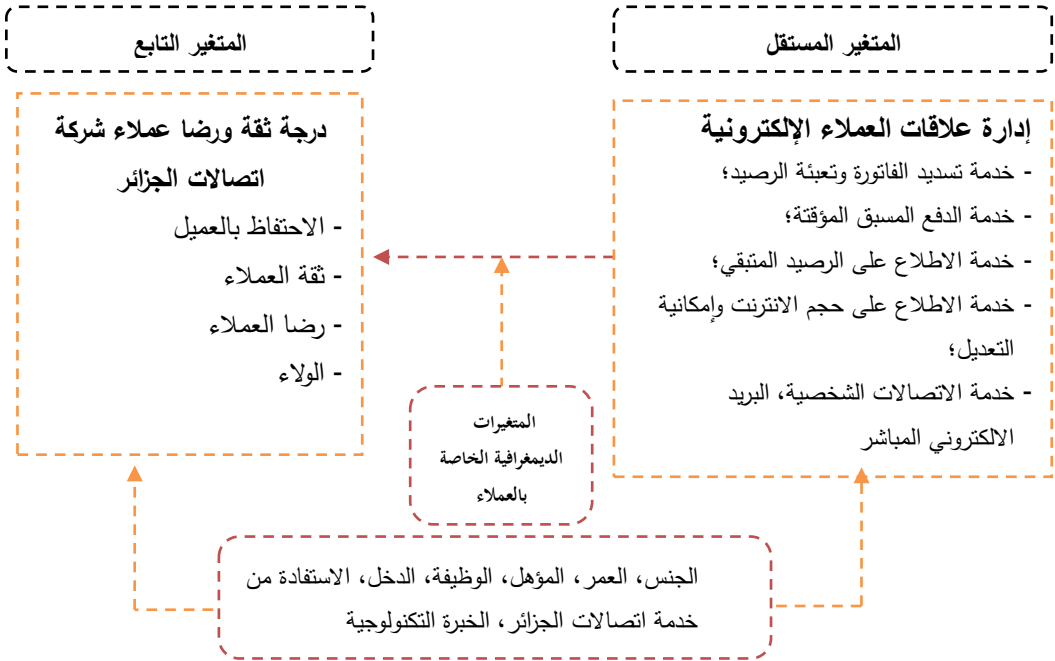 المتغير المستقل
المتغير التابع
إدارة علاقات العملاء الإلكترونية
- خدمة تسديد الفاتورة وتعبئة الرصيد؛
- خدمة الدفع المسبق المؤقتة؛
- خدمة الاطلاع على الرصيد المتبقي؛
- خدمة الاطلاع على حجم الانترنت وإمكانية
التعديل؛
- خدمة الاتصالات الشخصية، البريد
الالكتروني المباشر
درجة ثقة ورضا عملاء شركة
اتصالات الجزائر
- الاحتفاظ بالعميل
- ثقة العملاء
- رضا العملاء
- الولاء
المتغيرات
الديمغرافية الخاصة
بالعملاء
الجنس، العمر، المؤهل، الوظيفة، الدخل، الاستفادة من
خدمة اتصالات الجزائر، الخبرة التكنولوجية